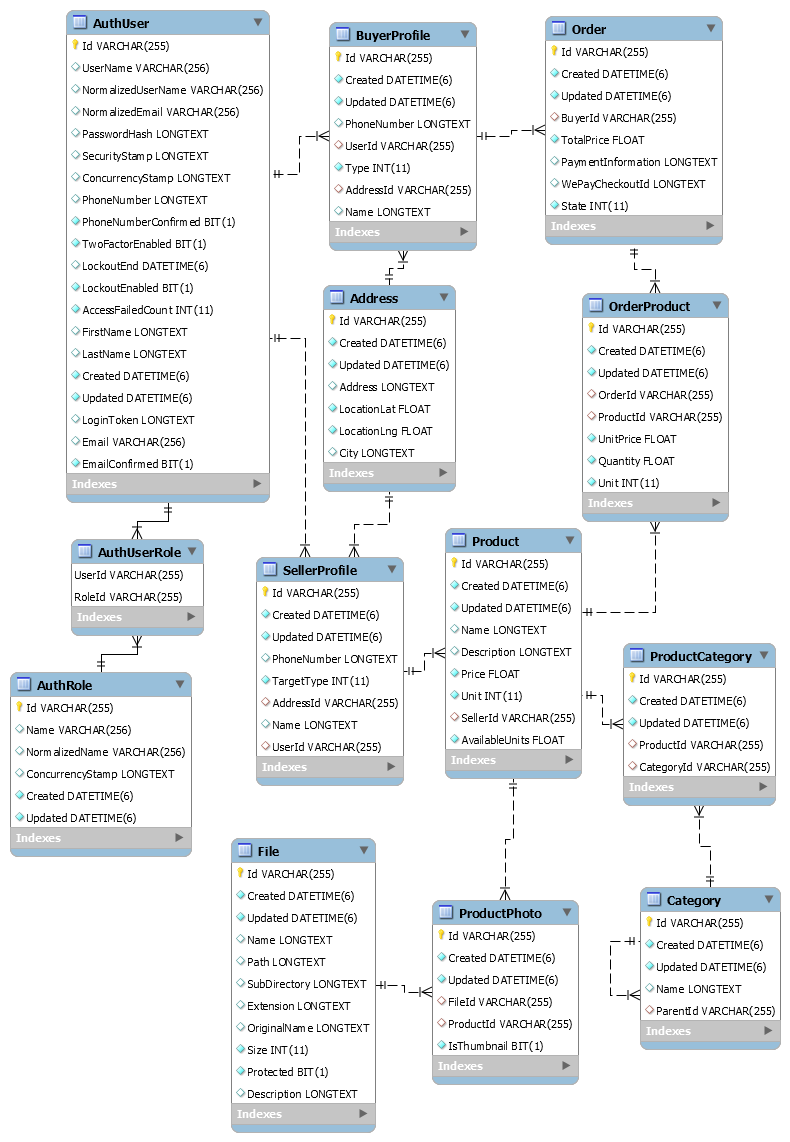 AuthUser
Id VARCHAR(255)
UserName VARCHAR(256)
NormalizedUserName VARCHAR(256)
NormalizedEmail VARCHAR(256)
PasswordHash LONGTEXT
SecurityStamp LONGTEXT
ConcurrencyStamp LONGTEXT
PhoneNumber LONGTEXT
PhoneNumberConfirmed BIT(1)
TwoFactorEnabled BIT(1)
LockoutEnd DATETIME(6)
LockoutEnabled BIT(1)
AccessFailedCount INT(11)
FirstName LONGTEXT
LastName LONGTEXT
Created DATETIME(6)
Updated DATETIME(6)
LoginToken LONGTEXT
Email VARCHAR(256)
EmailConfirmed BIT(1)
Indexes
BuyerProfile
Id VARCHAR(255)
Created DATETIME(6)
Updated DATETIME(6)
PhoneNumber LONGTEXT
UserId VARCHAR(255)
Type INT(11)
AddressId VARCHAR(255)
Name LONGTEXT
Indexes
Order
Id VARCHAR(255)
Created DATETIME(6)
Updated DATETIME(6)
BuyerId VARCHAR(255)
TotalPrice FLOAT
PaymentInformation LONGTEXT
WePayCheckoutId LONGTEXT
State INT(11)
Indexes
Address
Id VARCHAR(255)
Created DATETIME(6)
Updated DATETIME(6)
Address LONGTEXT
LocationLat FLOAT
LocationLng FLOAT
City LONGTEXT
Indexes
OrderProduct
Id VARCHAR(255)
Created DATETIME(6)
Updated DATETIME(6)
OrderId VARCHAR(255)
ProductId VARCHAR(255)
UnitPrice FLOAT
Quantity FLOAT
Unit INT(11)
Indexes
AuthUserRole
UserId VARCHAR(255)
RoleId VARCHAR(255)
Indexes
SellerProfile
Id VARCHAR(255)
Created DATETIME(6)
Updated DATETIME(6)
PhoneNumber LONGTEXT
TargetType INT(11)
AddressId VARCHAR(255)
Name LONGTEXT
UserId VARCHAR(255)
Indexes
Product
Id VARCHAR(255)
Created DATETIME(6)
Updated DATETIME(6)
Name LONGTEXT
Description LONGTEXT
Price FLOAT
Unit INT(11)
SellerId VARCHAR(255)
AvailableUnits FLOAT
Indexes
ProductCategory
Id VARCHAR(255)
Created DATETIME(6)
Updated DATETIME(6)
ProductId VARCHAR(255)
CategoryId VARCHAR(255)
Indexes
AuthRole
Id VARCHAR(255)
Name VARCHAR(256)
NormalizedName VARCHAR(256)
ConcurrencyStamp LONGTEXT
Created DATETIME(6)
Updated DATETIME(6)
Indexes
File
Id VARCHAR(255)
Created DATETIME(6)
Updated DATETIME(6)
Name LONGTEXT
Path LONGTEXT
SubDirectory LONGTEXT
Extension LONGTEXT
OriginalName LONGTEXT
Size INT(11)
Protected BIT(1)
Description LONGTEXT
Indexes
ProductPhoto
Id VARCHAR(255)
Created DATETIME(6)
Updated DATETIME(6)
FileId VARCHAR(255)
ProductId VARCHAR(255)
IsThumbnail BIT(1)
Indexes
Category
Id VARCHAR(255)
Created DATETIME(6)
Updated DATETIME(6)
Name LONGTEXT
ParentId VARCHAR(255)
Indexes